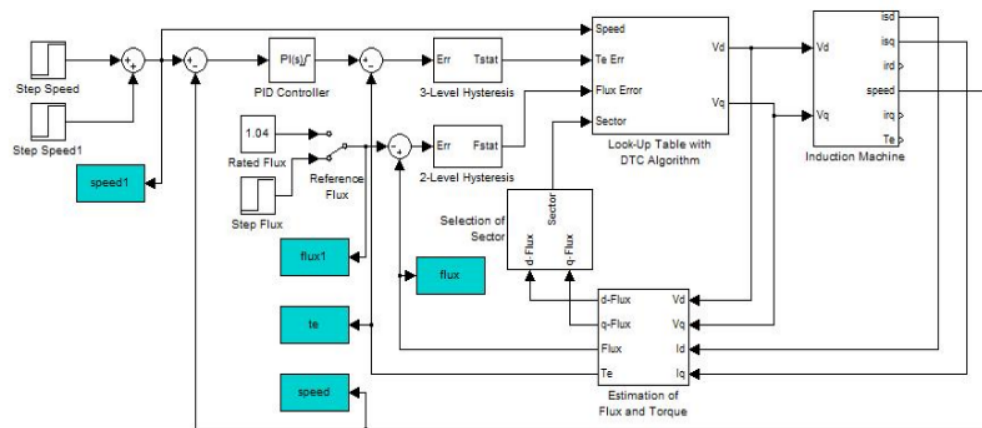 Step Speed
Step Speed1
speed1
PI(s)
PID Controller
1.04
Rated Flux
Step Flux
Reference
Flux
flux1
te
speed
flux
Err
Tstat
3-Level Hysteresis
Err
Fstat
2-Level Hysteresis
Speed
Te Err
Flux Error
Sector
Vd
Vq
Look-Up Table with
DTC Algorithm
Selection of
Sector
Sector
d-Flux
q-Flux
Vd
Vq
isd
isq
ird
speed
irq
Te
Induction Machine
d-Flux
q-Flux
Flux
Te
Vd
Vq
Id
Iq
Estimation of
Flux and Torque